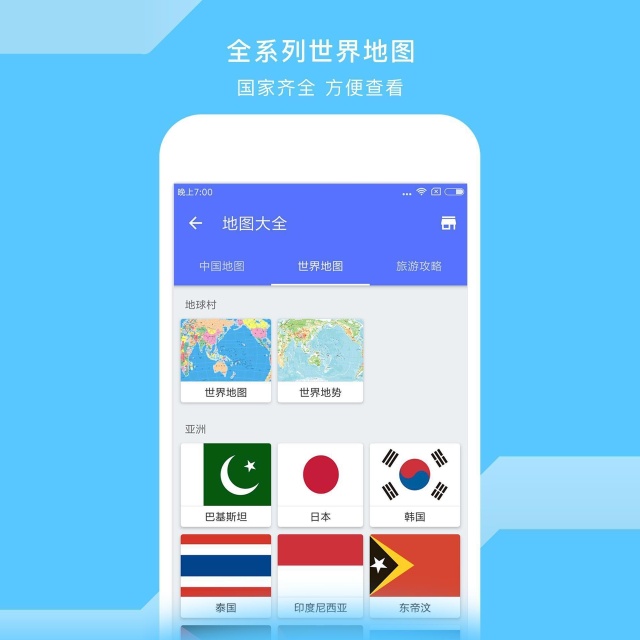 全系列世界地图
国家齐全 方便查看
晚上7:00
地图大全
中国地图 世界地图 旅游攻略
地球村
世界地图 世界地势
亚洲
巴基斯坦 日本 韩国
泰国 印度尼西亚 东帝汶